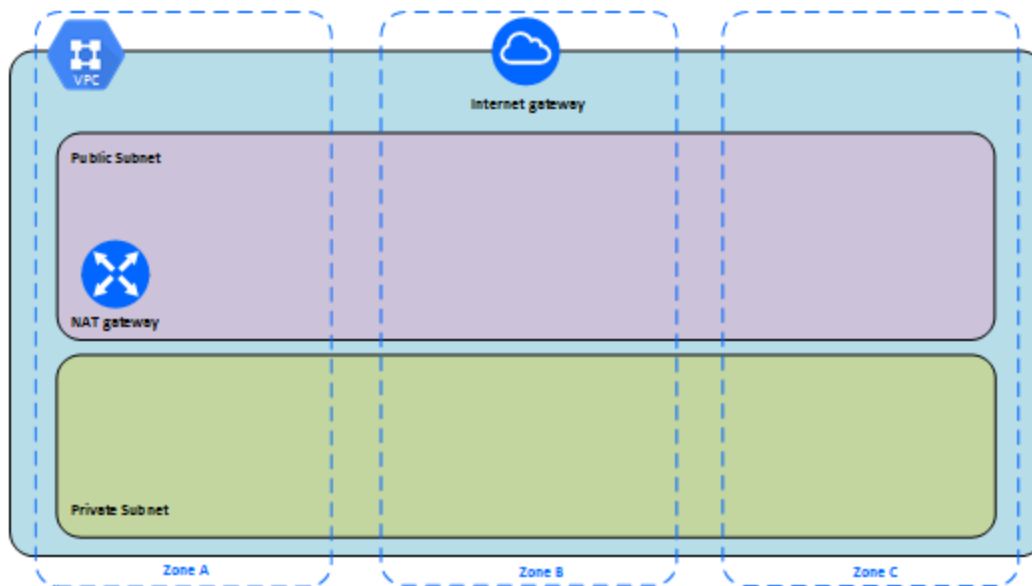 VPC
Internet gateway
Public Subnet
NAT gateway
Private Subnet
Zone A
Zone B
Zone C